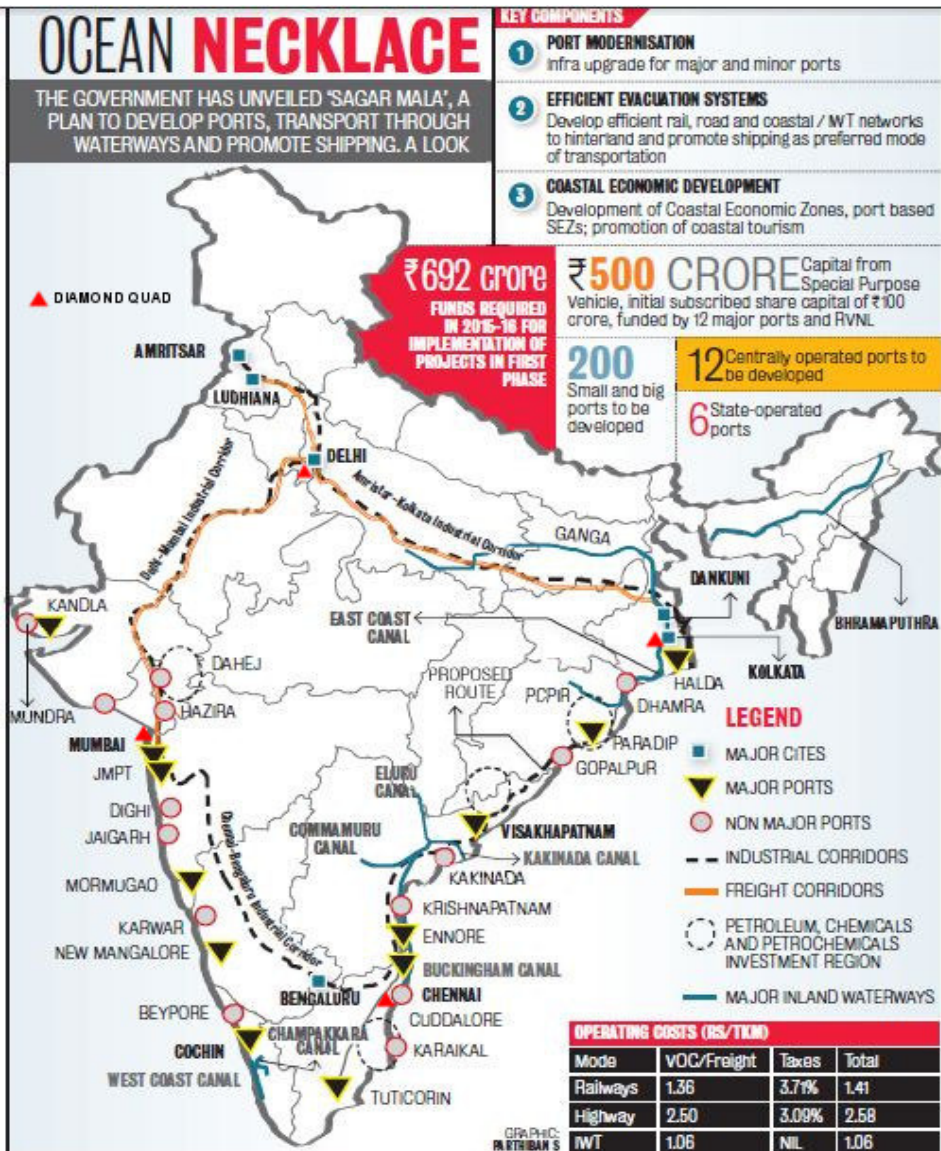 OCEAN NECKLACE
THE GOVERNMENT HAS UNVEILED 'SAGAR MALA', A
PLAN TO DEVELOP PORTS, TRANSPORT THROUGH
WATERWAYS AND PROMOTE SHIPPING. A LOOK
KEY COMPONENTS
1 PORT MODERNISATION
Infra upgrade for major and minor ports
2 EFFICIENT EVACUATION SYSTEMS
Develop efficient rail, road and coastal / IWT networks
to hinterland and promote shipping as preferred mode
of transportation
3 COASTAL ECONOMIC DEVELOPMENT
Development of Coastal Economic Zones, port based
SEZs; promotion of coastal tourism
₹692 crore
FUNDS REQUIRED
IN 2015-16 FOR
IMPLEMENTATION OF
PROJECTS IN FIRST
PHASE
₹500 CRORE Capital from
Special Purpose
Vehicle, initial subscribed share capital of ₹100
crore, funded by 12 major ports and RVNL
200
Small and big
ports to be
developed
12 Centrally operated ports to
be developed
6 State-operated
ports
DIAMOND QUAD
AMRITSAR
LUDHIANA
DELHI
Delhi-Mumbai Industrial Corridor
Amristar-Kolkata Industrial Corridor
GANGA
DANKUNI
BHRAMAPUTHRA
KOLKATA
EAST COAST
CANAL
KANDLA
MUNDRA
DAHEJ
HAZIRA
PROPOSED
ROUTE
PCPIR
HALDA
DHAMRA
PARADIP
GOPALPUR
MUMBAI
JMPT
DIGHI
JAIGARH
MORMUGAO
KARWAR
NEW MANGALORE
BEYPORE
COCHIN
WEST COAST CANAL
CHAMPAKKARA
CANAL
Chennai-Bengaluru Industrial Corridor
BENGALURU
ELURU
CANAL
COMMAMURU
CANAL
VISAKHAPATNAM
KAKINADA CANAL
KAKINADA
KRISHNAPATNAM
ENNORE
BUCKINGHAM CANAL
CHENNAI
CUDDALORE
KARAIKAL
TUTICORIN
LEGEND
MAJOR CITES
MAJOR PORTS
NON MAJOR PORTS
INDUSTRIAL CORRIDORS
FREIGHT CORRIDORS
PETROLEUM, CHEMICALS
AND PETROCHEMICALS
INVESTMENT REGION
MAJOR INLAND WATERWAYS
OPERATING COSTS (RS/TKM)
Mode VOC/Freight Taxes Total
Railways 1.36 3.71% 1.41
Highway 2.50 3.09% 2.58
IWT 1.06 NIL 1.06
GRAPHIC:
PARTHIBAN S